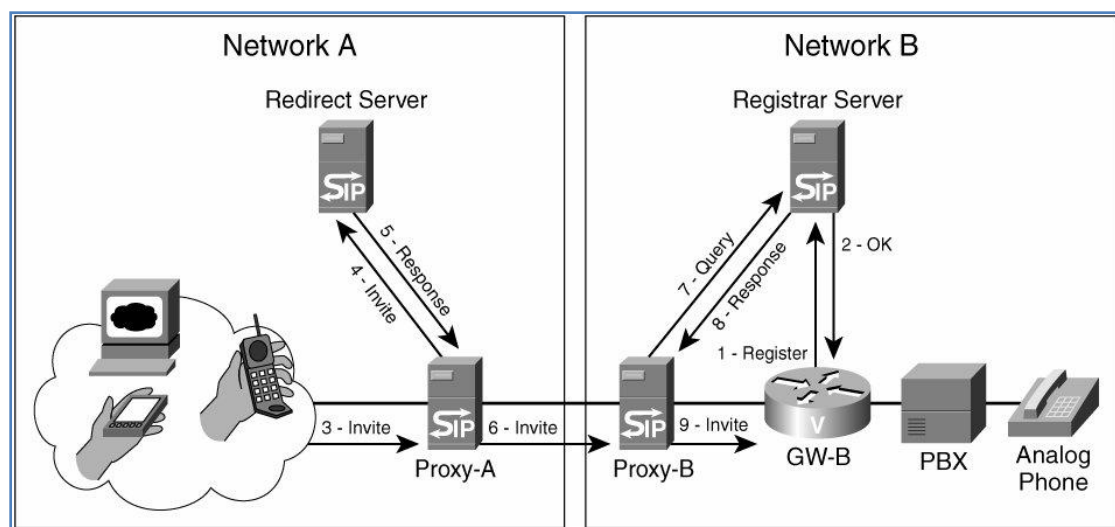 Network A
Redirect Server
SIP
5 - Response
4 - Invite
3 - Invite
SIP
Proxy-A
6 - Invite
Network B
Registrar Server
SIP
2 - OK
7 - Query
8 - Response
1 - Register
SIP
Proxy-B
9 - Invite
V
GW-B
PBX
Analog
Phone